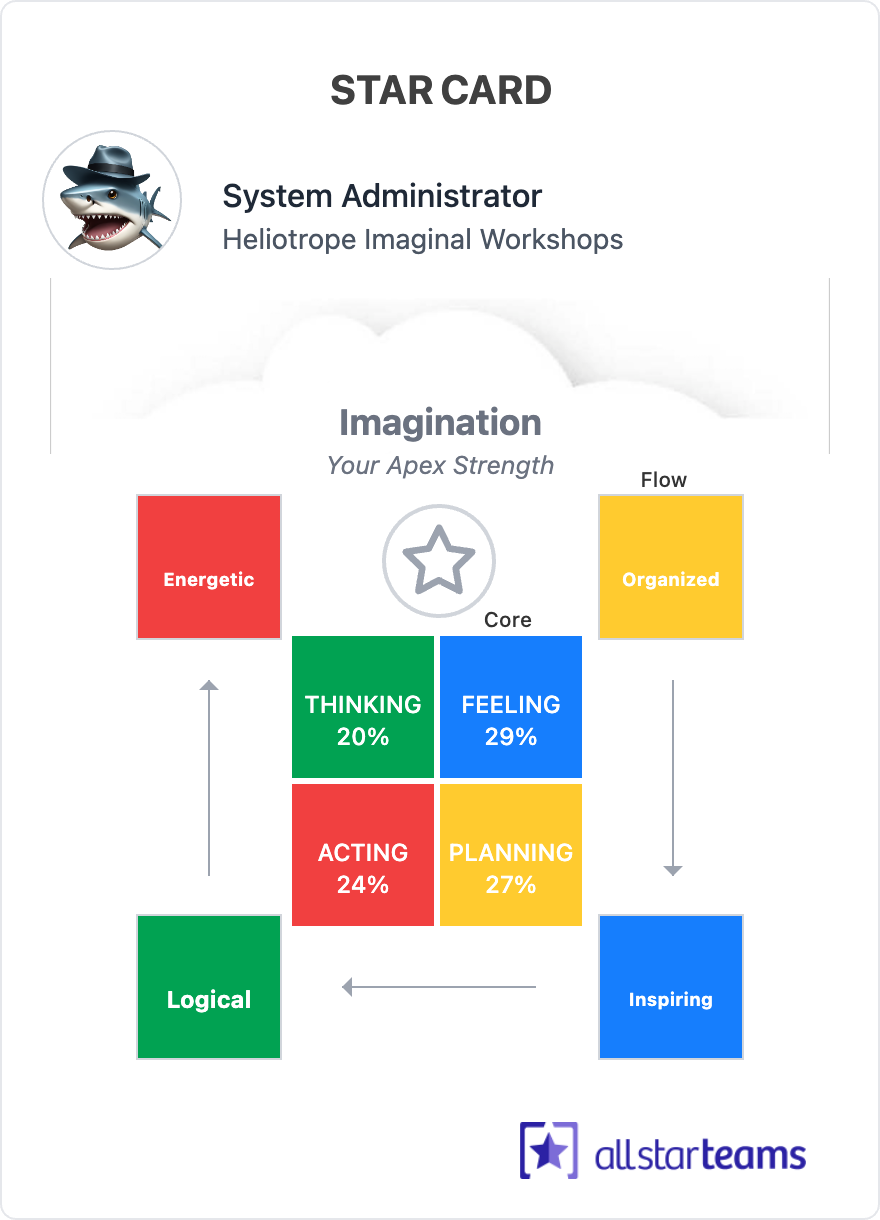 STAR CARD
System Administrator
Heliotrope Imaginal Workshops
Imagination
Your Apex Strength
Flow
Energetic
Organized
Core
THINKING
20%
FEELING
29%
ACTING
24%
PLANNING
27%
Logical
Inspiring
allstarteams